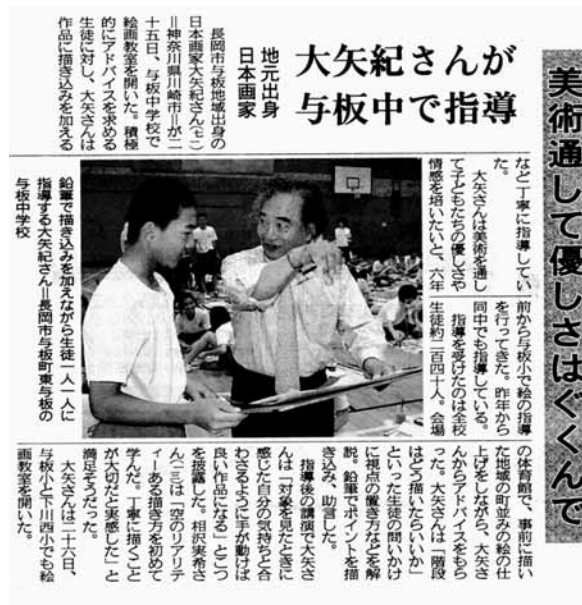 美術通して優しさはぐくんで
大矢紀さんが
与板中で指導
地元出身
日本画家
長岡市与板地域出身の
日本画家大矢紀さん(七二)
=神奈川県川崎市=が二
十五日、与板中学校で
絵画教室を開いた。積極
的にアドバイスを求める
生徒に対し、大矢さんは
作品に描き込みを加える
など丁寧に指導してい
た。
大矢さんは美術を通し
て子どもたちの優しさや
情感を培いたいと、六年
前から与板小で絵の指導
を行ってきた。昨年から
同中でも指導している。
指導を受けたのは全校
生徒約二百四十人。会場
の体育館で、事前に描い
た地域の町並みの絵の仕
上げをしながら、大矢さ
んからアドバイスをもら
った。大矢さんは「階段
はどう描いたらいいか」
といった生徒の問いかけ
に視点の置き方などを解
説。鉛筆でポイントを描
き込み、助言した。
指導後の講演で大矢さ
んは「対象を見たときに
感じた自分の気持ちと合
わさるように手が動けば
良い作品になる」とこつ
を披露した。相沢実希さ
ん(一三)は「空のリアリテ
ィーある描き方を初めて
学んだ。丁寧に描くこと
が大切だと実感した」と
満足そうだった。
大矢さんは二十六日、
与板小と下川西小でも絵
画教室を開いた。
鉛筆で描き込みを加えながら生徒一人一人に
指導する大矢紀さん=長岡市与板町東与板の
与板中学校